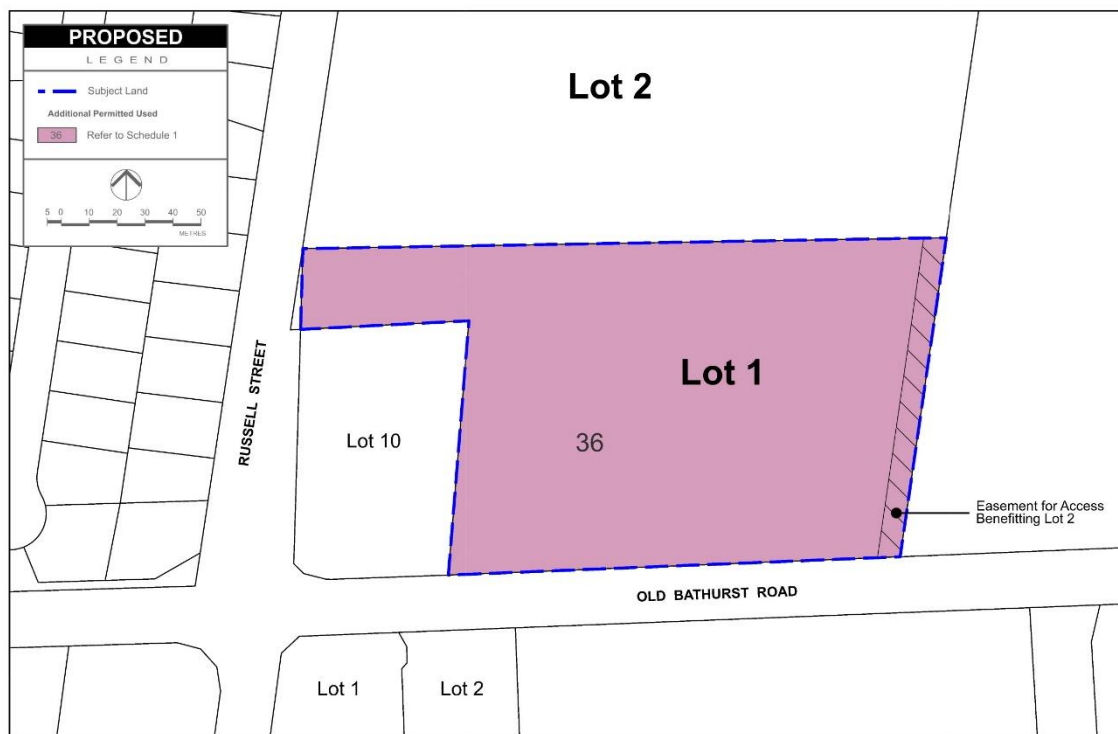 PROPOSED
LEGEND
Subject Land
Additional Permitted Used
36 Refer to Schedule 1
5 0 10 20 30 40 50
METRES
Lot 2
Lot 1
36
Lot 10
RUSSELL STREET
Easement for Access
Benefitting Lot 2
OLD BATHURST ROAD
Lot 1
Lot 2